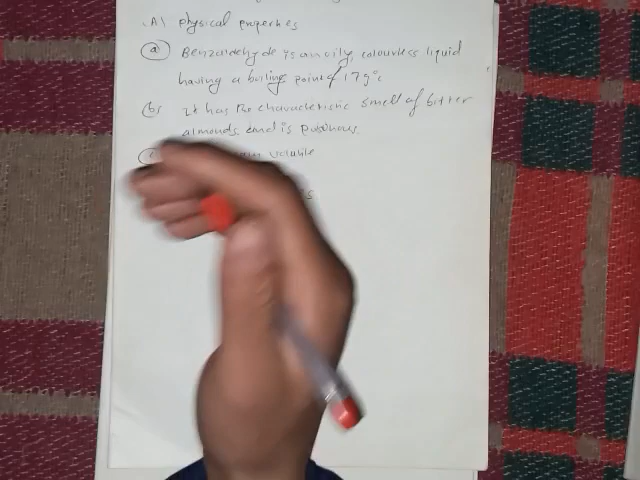 A) physical properties
(a) Benzaldehyde is an oily, colourless liquid
having a boiling point of 179°C
(b) It has the characteristic smell of bitter
almonds and is poisonous.
volatile